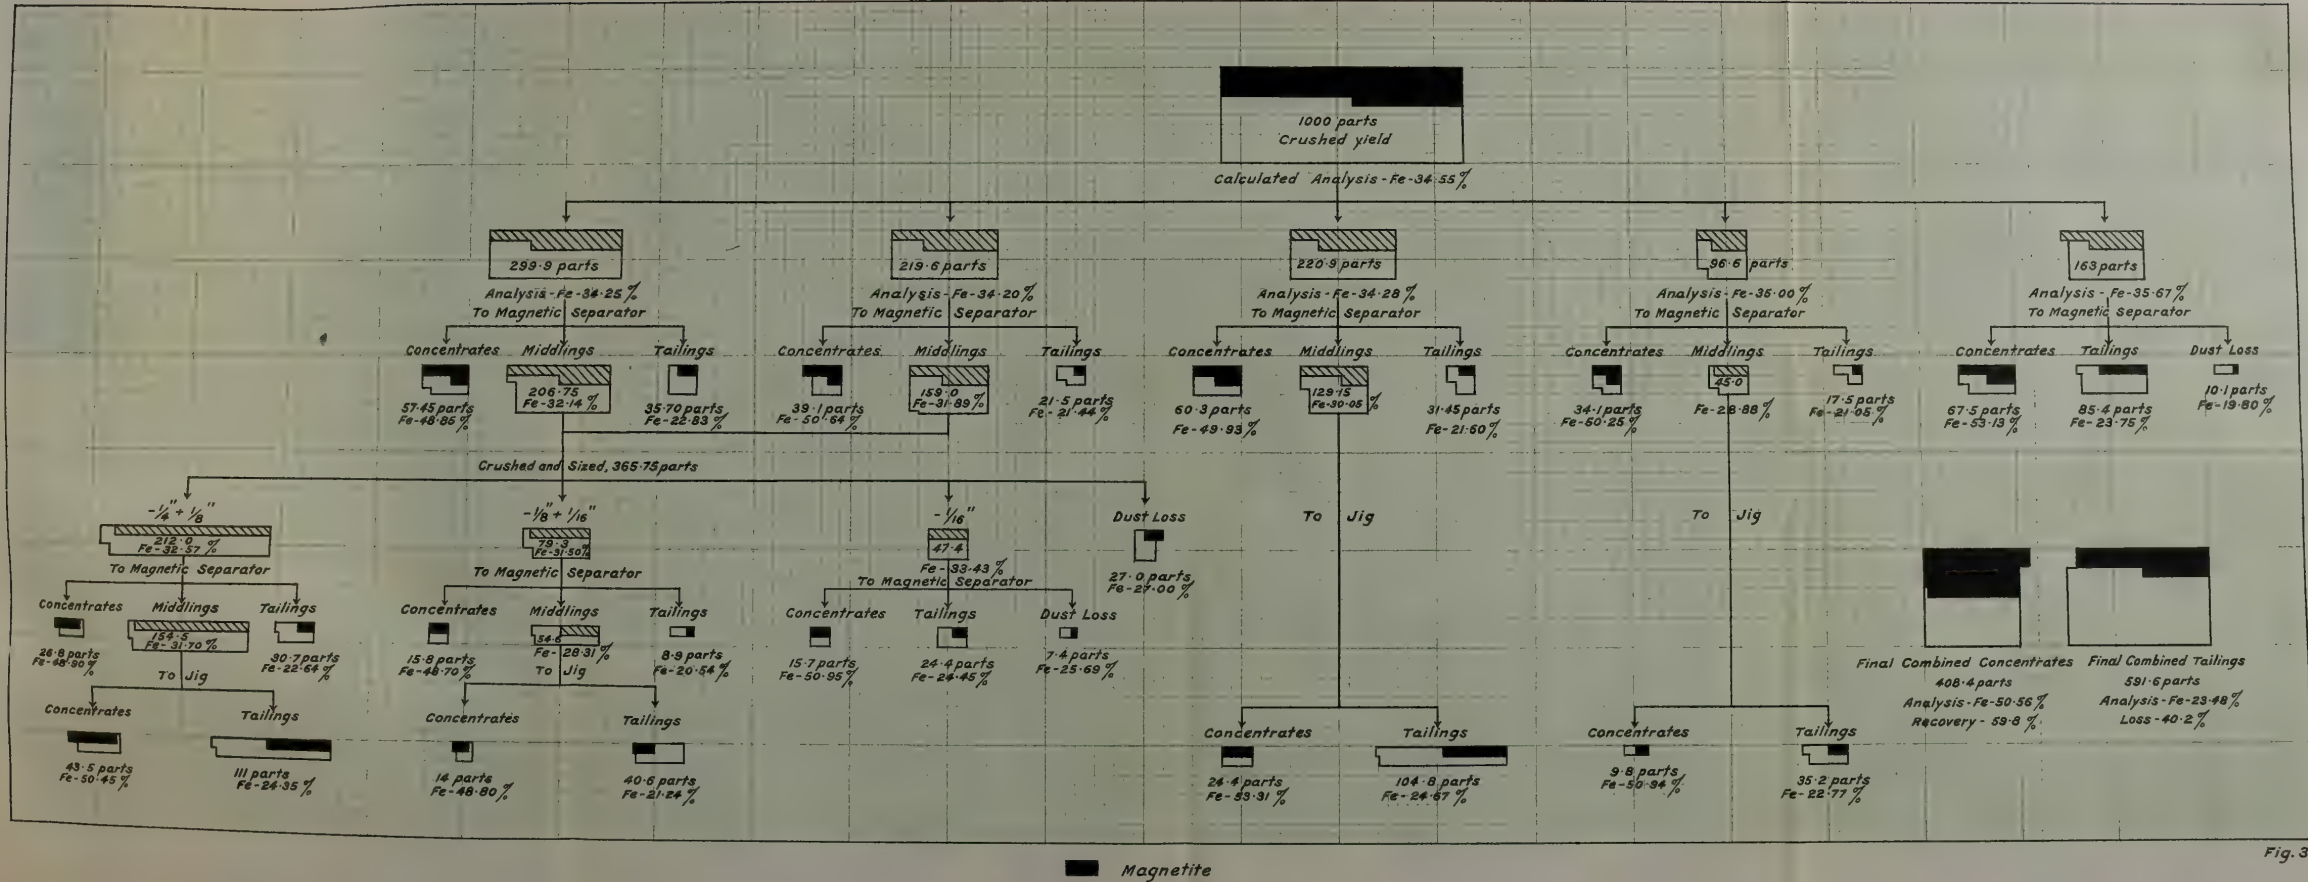 1000 parts
Crushed yield
Calculated Analysis - Fe-34·55%
299·9 parts
Analysis - Fe-34·25%
To Magnetic Separator
219·6 parts
Analysis - Fe-34·20%
To Magnetic Separator
220·9 parts
Analysis - Fe-34·28%
To Magnetic Separator
96·6 parts
Analysis - Fe-35·00%
To Magnetic Separator
163 parts
Analysis - Fe-35·67%
To Magnetic Separator
Concentrates
57·45 parts
Fe-48·85%
Middlings
206·75
Fe-32·14%
Tailings
35·70 parts
Fe-22·83%
Concentrates
39·1 parts
Fe-50·64%
Middlings
159·0
Fe-31·89%
Tailings
21·5 parts
Fe-21·44%
Concentrates
60·3 parts
Fe-49·93%
Middlings
129·15
Fe-30·05%
Tailings
31·45 parts
Fe-21·60%
Concentrates
34·1 parts
Fe-50·25%
Middlings
45·0
Fe-28·88%
Tailings
17·5 parts
Fe-21·05%
Concentrates
67·5 parts
Fe-53·13%
Tailings
85·4 parts
Fe-23·75%
Dust Loss
10·1 parts
Fe-19·80%
Crushed and Sized, 365·75 parts
-1/4" + 1/8"
212·0
Fe-32·57%
To Magnetic Separator
-1/8" + 1/16"
79·3
Fe-31·50%
To Magnetic Separator
-1/16"
47·4
Fe-33·43%
To Magnetic Separator
Dust Loss
27·0 parts
Fe-27·00%
To Jig
To Jig
Concentrates
26·8 parts
Fe-48·90%
Middlings
154·5
Fe-31·70%
To Jig
Tailings
30·7 parts
Fe-22·64%
Concentrates
15·8 parts
Fe-48·70%
Middlings
54·6
Fe-28·31%
To Jig
Tailings
8·9 parts
Fe-20·54%
Concentrates
15·7 parts
Fe-50·95%
Tailings
24·4 parts
Fe-24·45%
Dust Loss
7·4 parts
Fe-25·69%
Final Combined Concentrates
408·4 parts
Analysis-Fe-50·56%
Recovery - 59·8%
Final Combined Tailings
591·6 parts
Analysis-Fe-23·48%
Loss-40·2%
Concentrates
43·5 parts
Fe-50·45%
Tailings
111 parts
Fe-24·35%
Concentrates
14 parts
Fe-48·80%
Tailings
40·6 parts
Fe-21·24%
Concentrates
24·4 parts
Fe-53·31%
Tailings
104·8 parts
Fe-24·67%
Concentrates
9·8 parts
Fe-50·94%
Tailings
35·2 parts
Fe-22·77%
Fig. 3
Magnetite